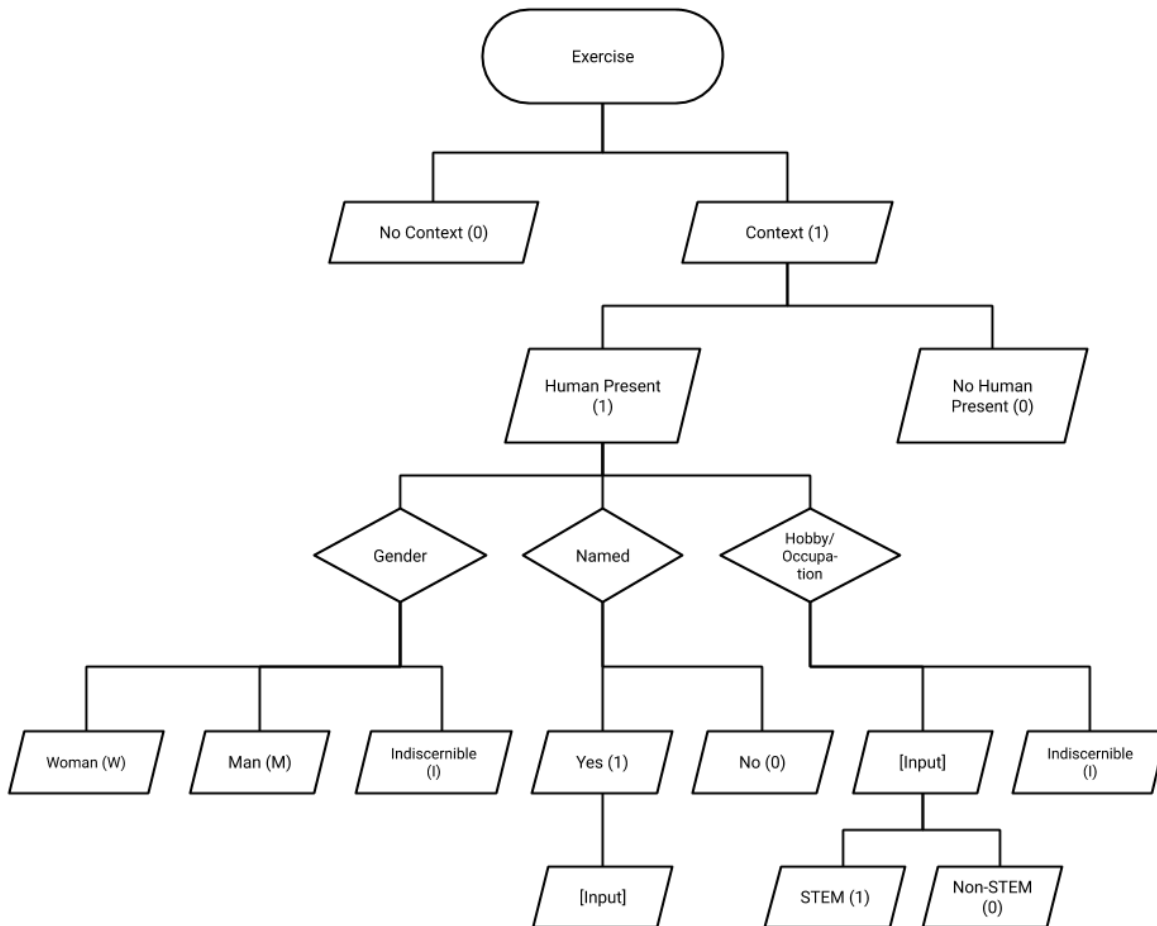 Exercise
No Context (0)
Context (1)
Human Present
(1)
No Human
Present (0)
Gender
Named
Hobby/
Occupa-
tion
Woman (W)
Man (M)
Indiscernible
(I)
Yes (1)
No (0)
[Input]
Indiscernible
(I)
[Input]
STEM (1)
Non-STEM
(0)